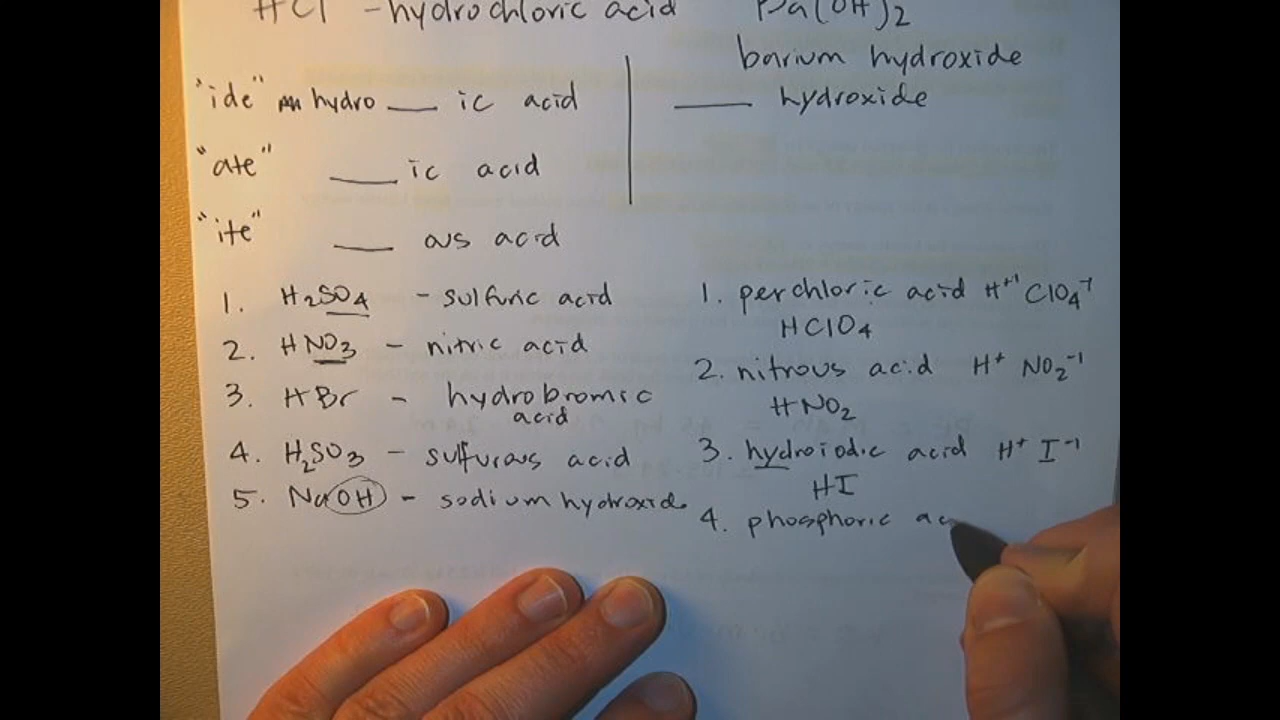 HCl - hydrochloric acid
Ba(OH)2
barium hydroxide
"ide" hydro ___ ic acid
___ hydroxide
"ate" ___ ic acid
"ite" ___ ous acid
1. H2SO4 - sulfuric acid
2. HNO3 - nitric acid
3. HBr - hydrobromic
acid
4. H2SO3 - sulfurous acid
5. NaOH - sodium hydroxide
1. perchloric acid H+1 ClO4-1
HClO4
2. nitrous acid H+ NO2-1
HNO2
3. hydroiodic acid H+ I-1
HI
4. phosphoric ac